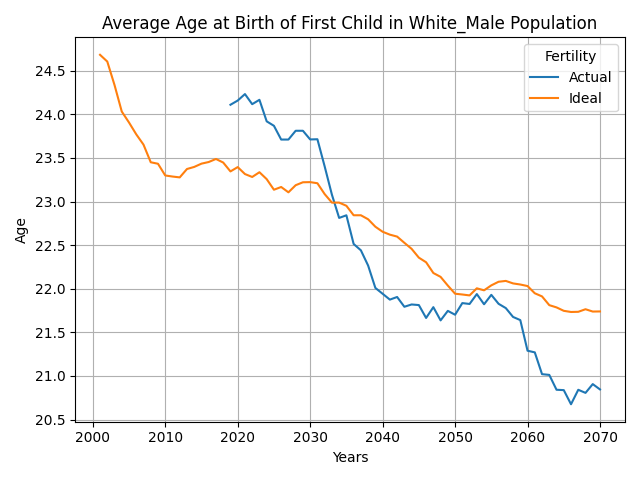 Average Age at Birth of First Child in White_Male Population
Fertility
Actual
Ideal
24.5
24.0
23.5
23.0
22.5
22.0
21.5
21.0
20.5
Age
2000 2010 2020 2030 2040 2050 2060 2070
Years